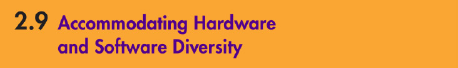 2.9 Accommodating Hardware
and Software Diversity